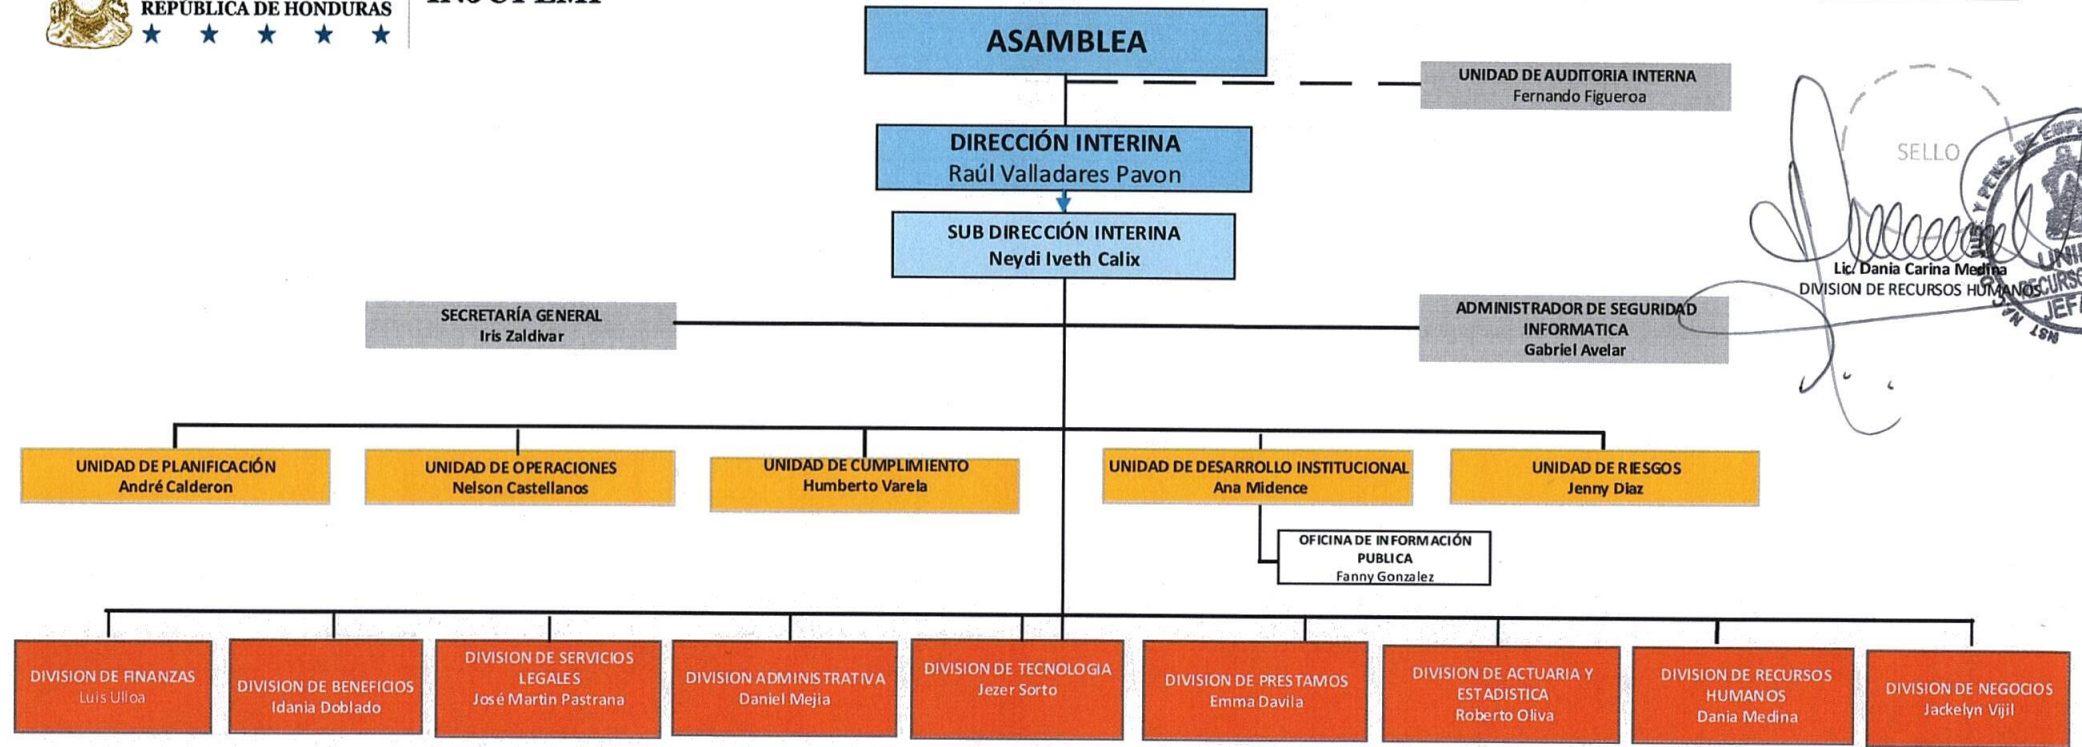 REPÚBLICA DE HONDURAS
ASAMBLEA
UNIDAD DE AUDITORIA INTERNA
Fernando Figueroa
DIRECCIÓN INTERINA
Raúl Valladares Pavon
SELLO
SUB DIRECCIÓN INTERINA
Neydi Iveth Calix
Lic. Dania Carina Medina
DIVISION DE RECURSOS HUMANOS
SECRETARÍA GENERAL
Iris Zaldivar
ADMINISTRADOR DE SEGURIDAD
INFORMATICA
Gabriel Avelar
UNIDAD DE PLANIFICACIÓN
André Calderon
UNIDAD DE OPERACIONES
Nelson Castellanos
UNIDAD DE CUMPLIMIENTO
Humberto Varela
UNIDAD DE DESARROLLO INSTITUCIONAL
Ana Midence
UNIDAD DE RIESGOS
Jenny Diaz
OFICINA DE INFORMACIÓN
PUBLICA
Fanny Gonzalez
DIVISION DE FINANZAS
Luis Ulloa
DIVISION DE BENEFICIOS
Idania Doblado
DIVISION DE SERVICIOS
LEGALES
José Martin Pastrana
DIVISION ADMINISTRATIVA
Daniel Mejia
DIVISION DE TECNOLOGIA
Jezer Sorto
DIVISION DE PRESTAMOS
Emma Davila
DIVISION DE ACTUARIA Y
ESTADISTICA
Roberto Oliva
DIVISION DE RECURSOS
HUMANOS
Dania Medina
DIVISION DE NEGOCIOS
Jackelyn Vijil